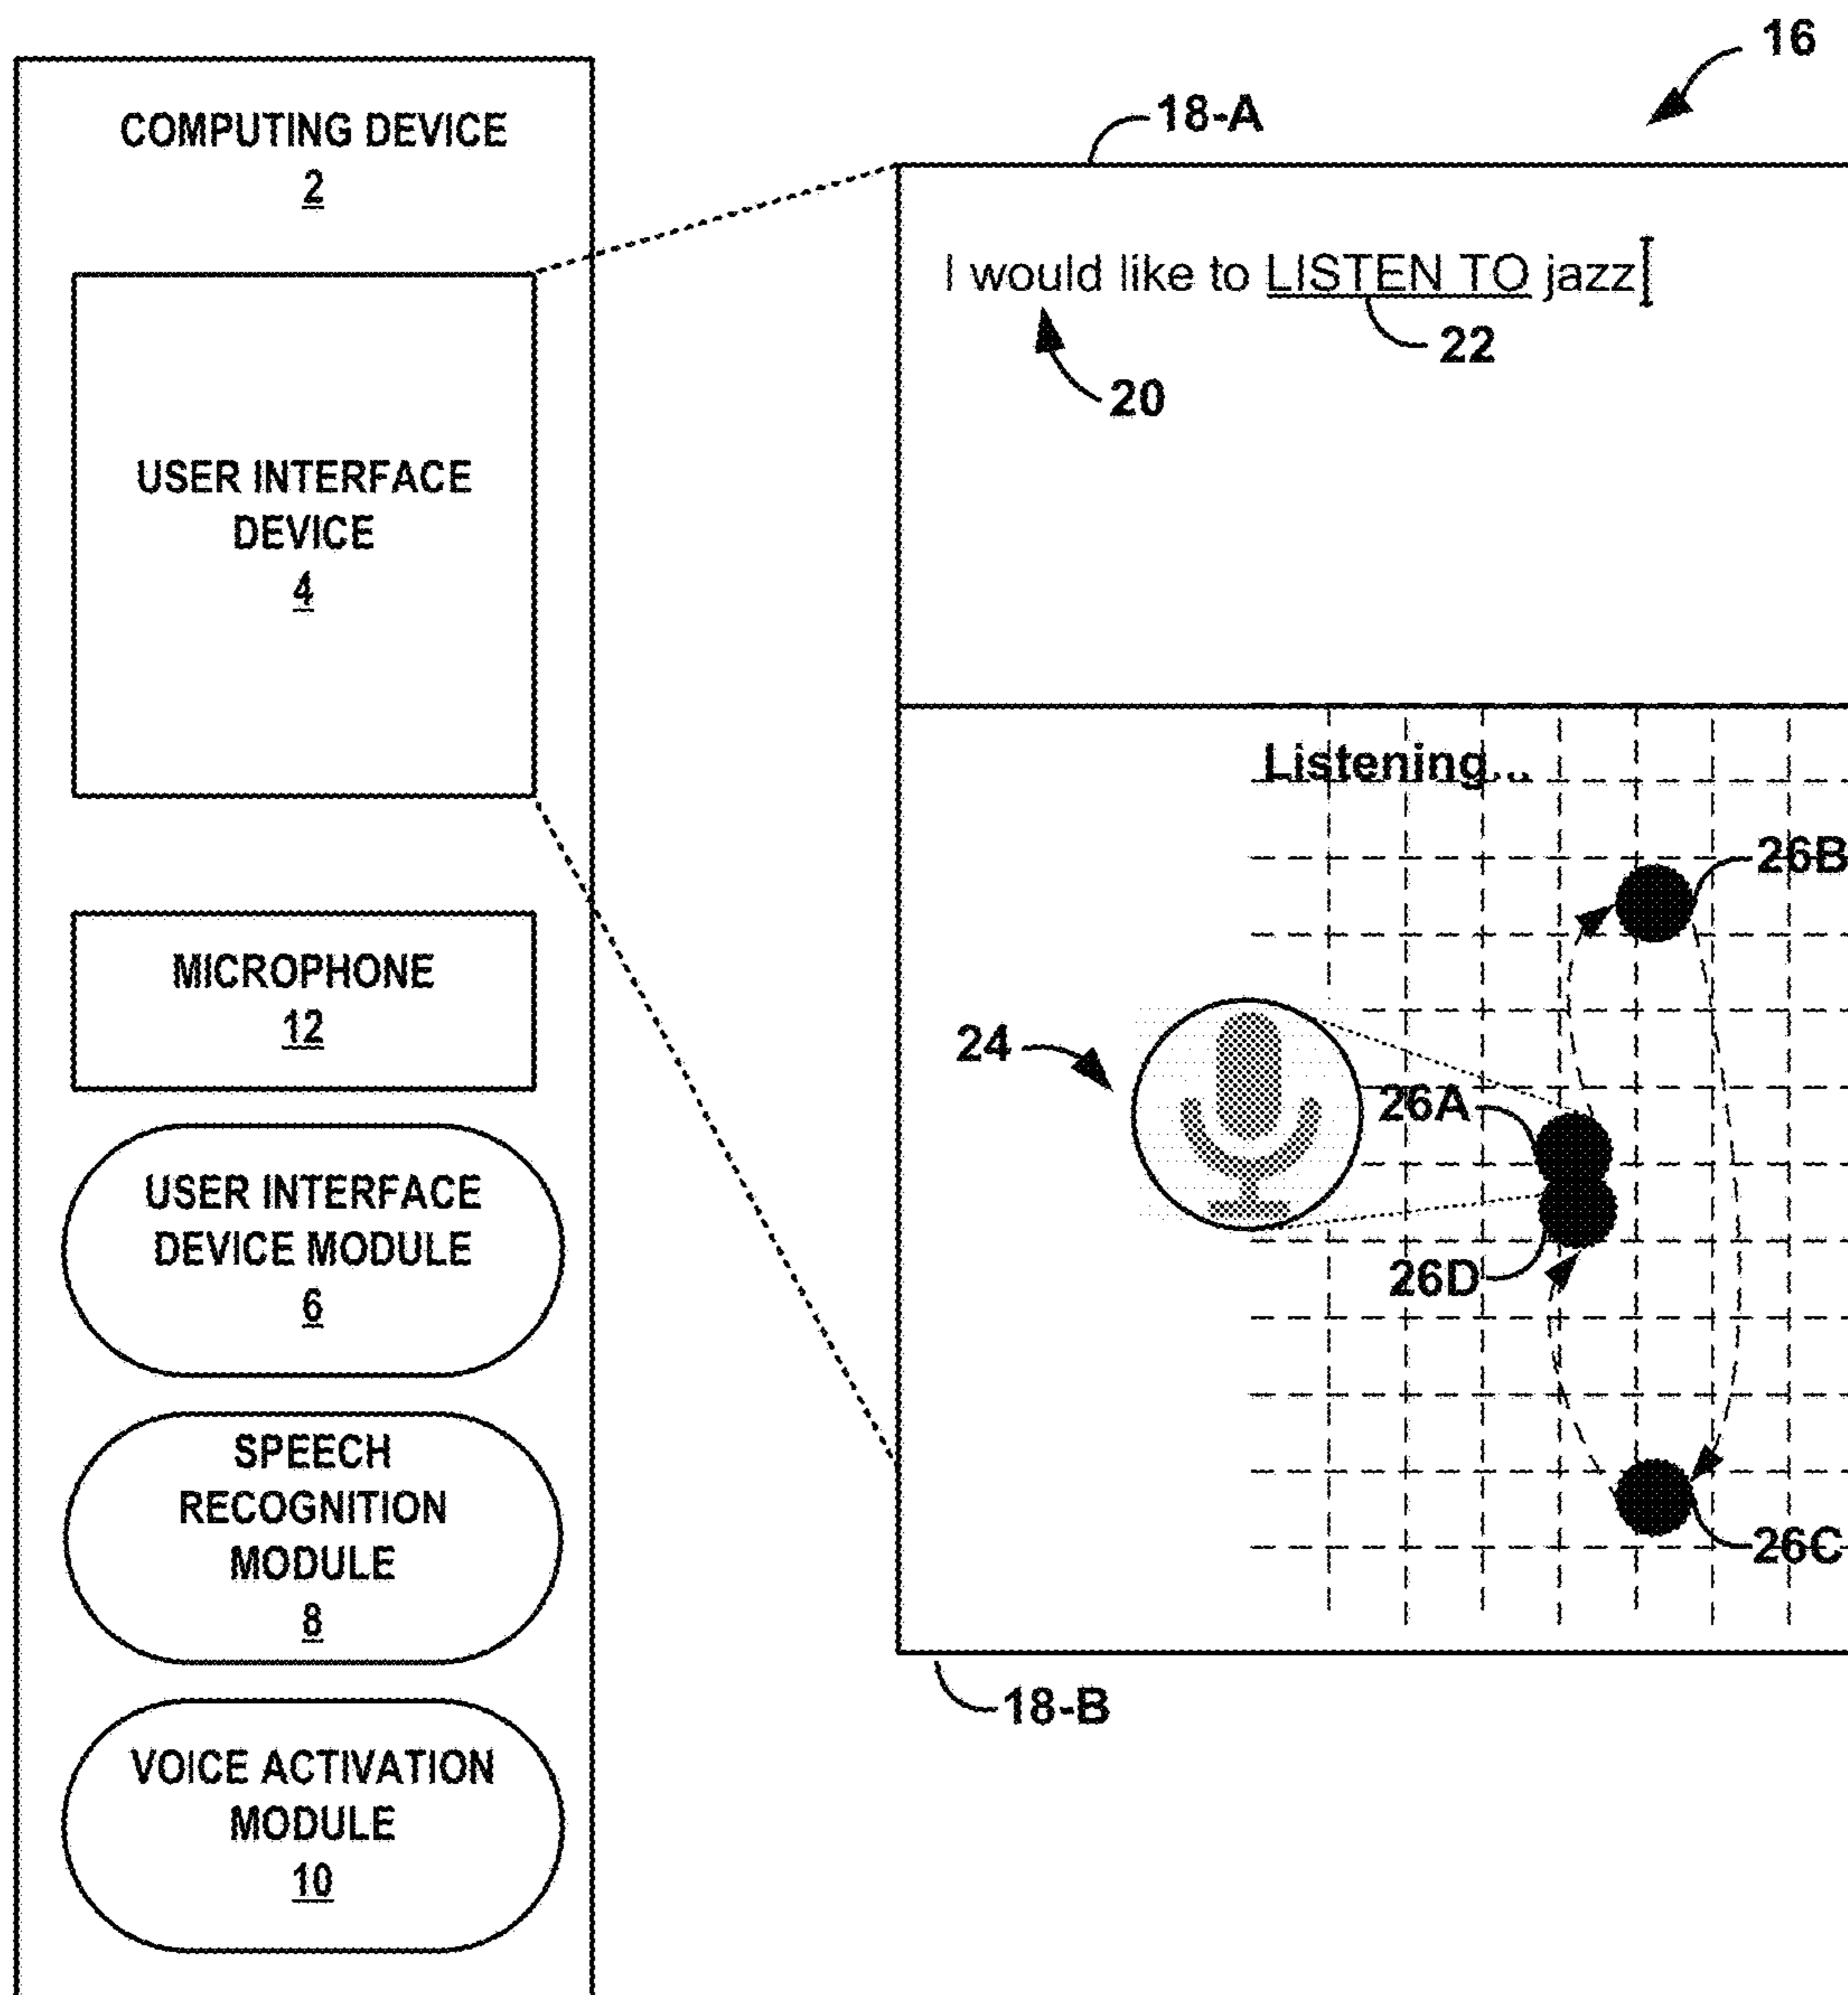 COMPUTING DEVICE
2
USER INTERFACE
DEVICE
4
MICROPHONE
12
USER INTERFACE
DEVICE MODULE
6
SPEECH
RECOGNITION
MODULE
8
VOICE ACTIVATION
MODULE
10
16
18-A
I would like to LISTEN TO jazz
22
20
Listening...
26B
24
26A
26D
26C
18-B